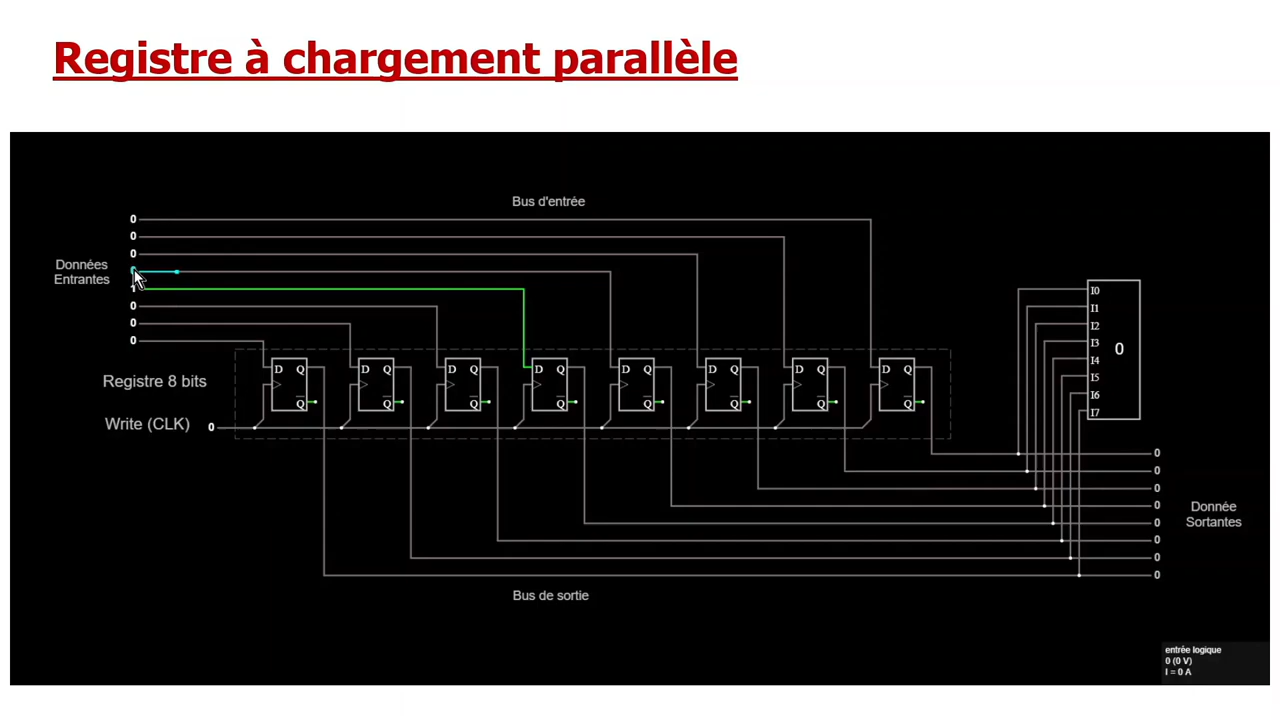 Registre à chargement parallèle
Bus d'entrée
0
0
0
Données
Entrantes
1
0
0
0
D Q
Q
D Q
Q
D Q
Q
D Q
Q
D Q
Q
D Q
Q
D Q
Q
D Q
Q
Registre 8 bits
Write (CLK)
0
I0
I1
I2
I3
0
I4
I5
I6
I7
0
0
0
0
0
0
0
0
Donnée
Sortantes
Bus de sortie
entrée logique
0 (0 V)
I = 0 A